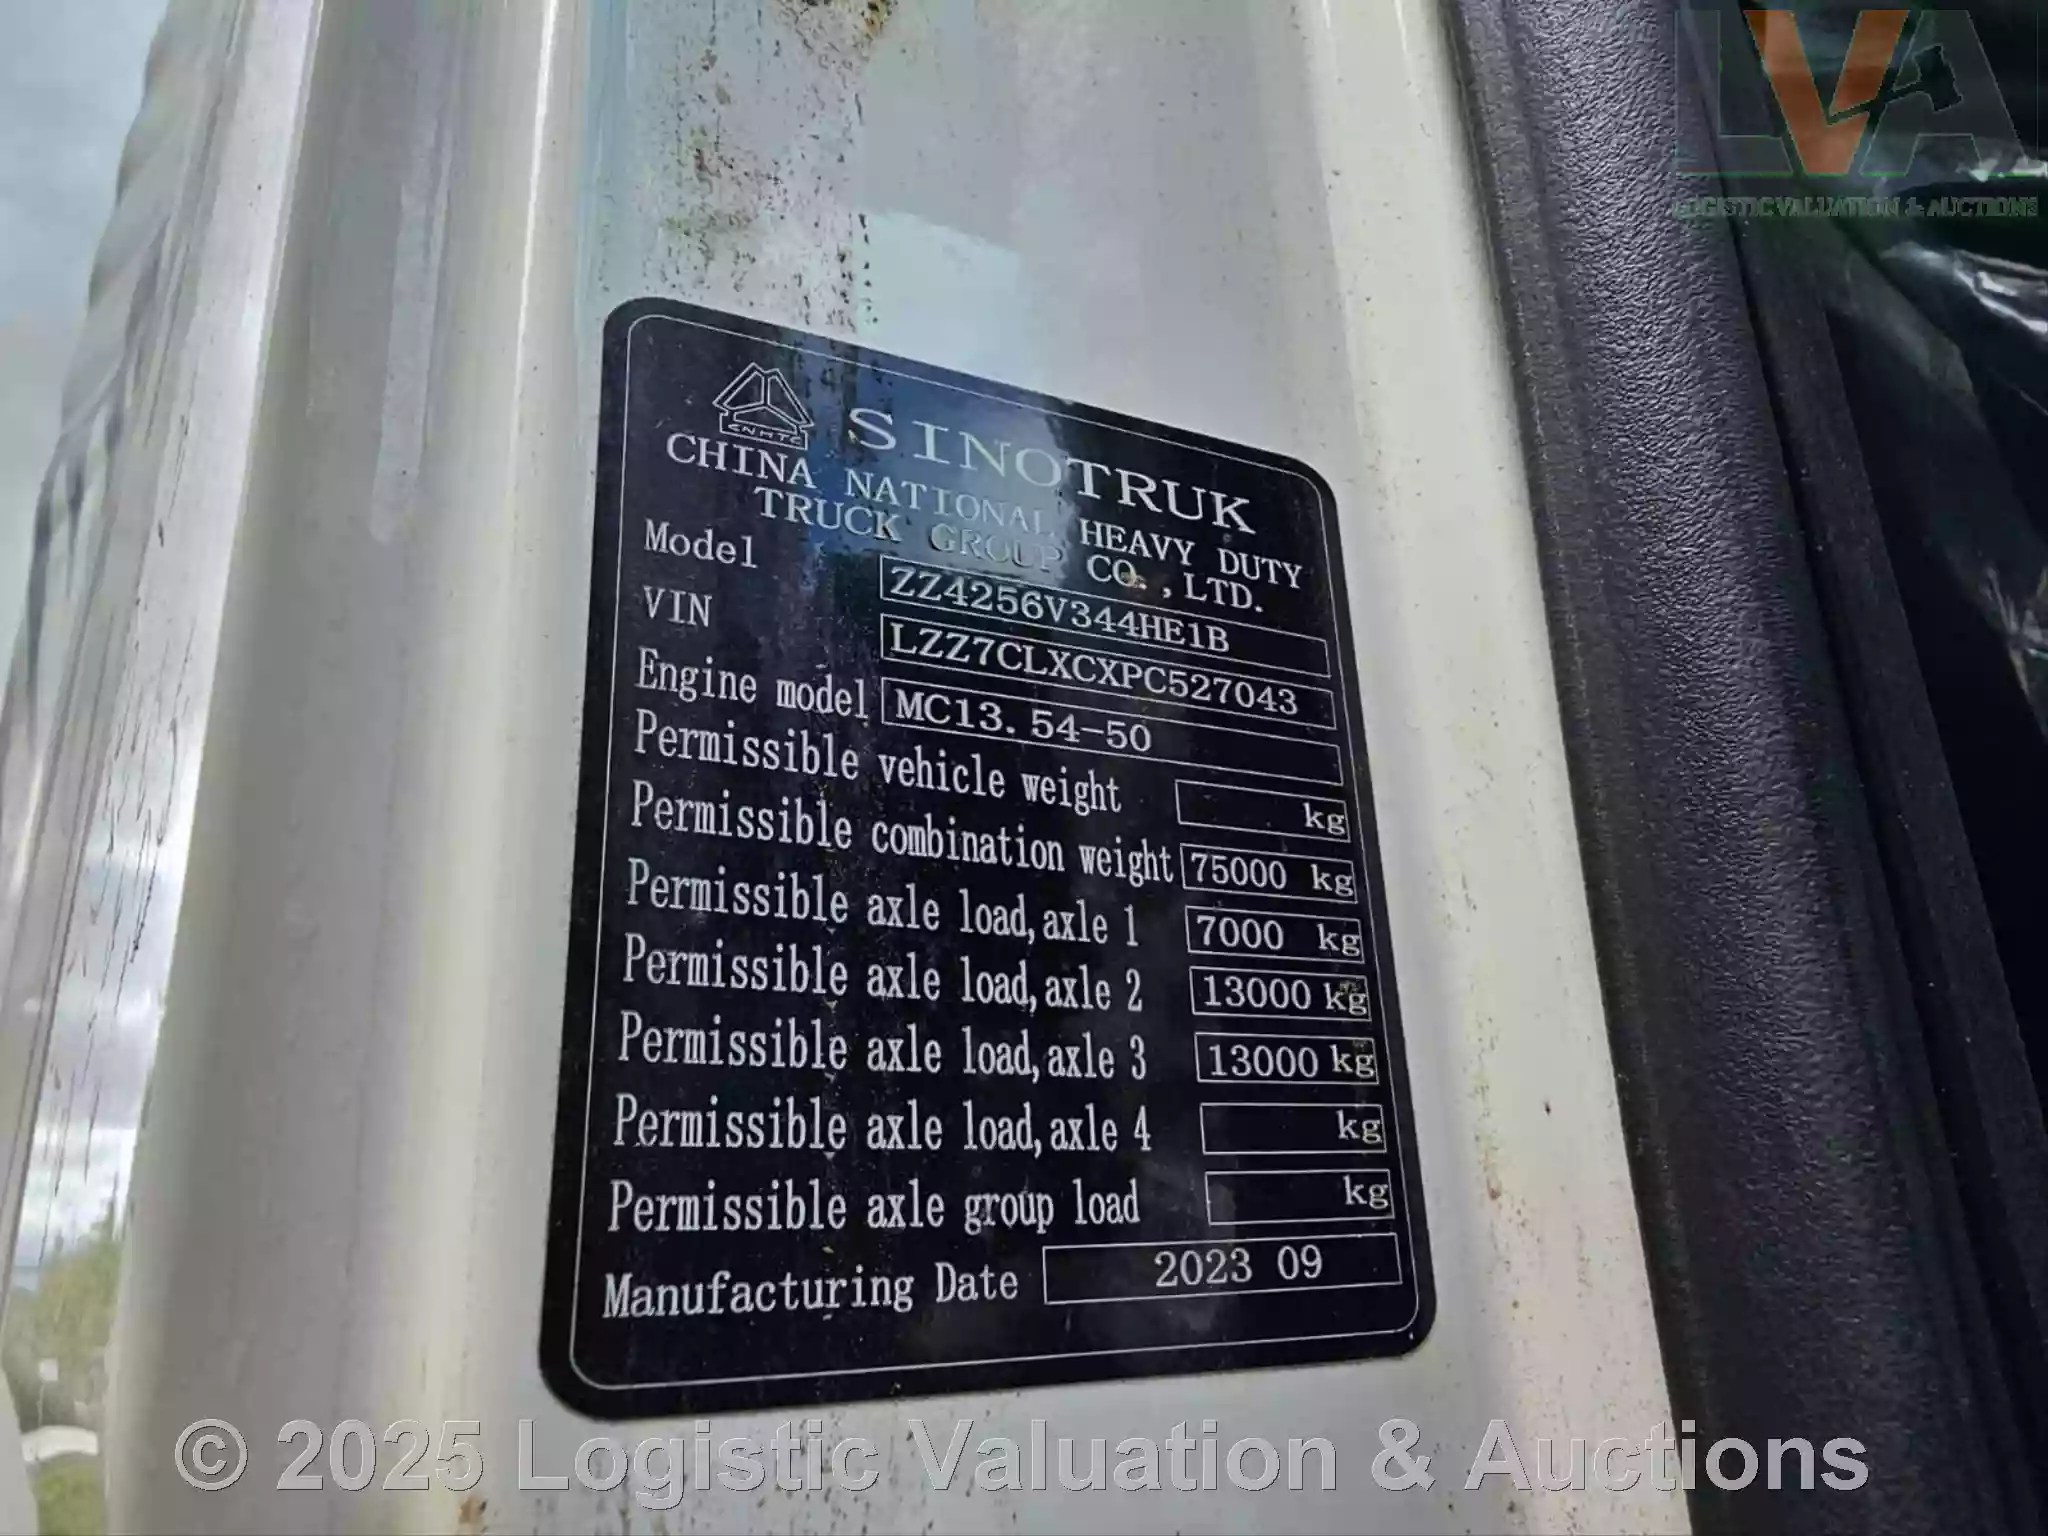 LVA
LOGISTIC VALUATION & AUCTIONS
CNHTC
SINOTRUK
CHINA NATIONAL HEAVY DUTY
TRUCK GROUP CO.,LTD.
Model ZZ4256V344HE1B
VIN LZZ7CLXCXPC527043
Engine model MC13.54-50
Permissible vehicle weight kg
Permissible combination weight 75000 kg
Permissible axle load,axle 1 7000 kg
Permissible axle load,axle 2 13000 kg
Permissible axle load,axle 3 13000 kg
Permissible axle load,axle 4 kg
Permissible axle group load kg
Manufacturing Date 2023 09
© 2025 Logistic Valuation & Auctions